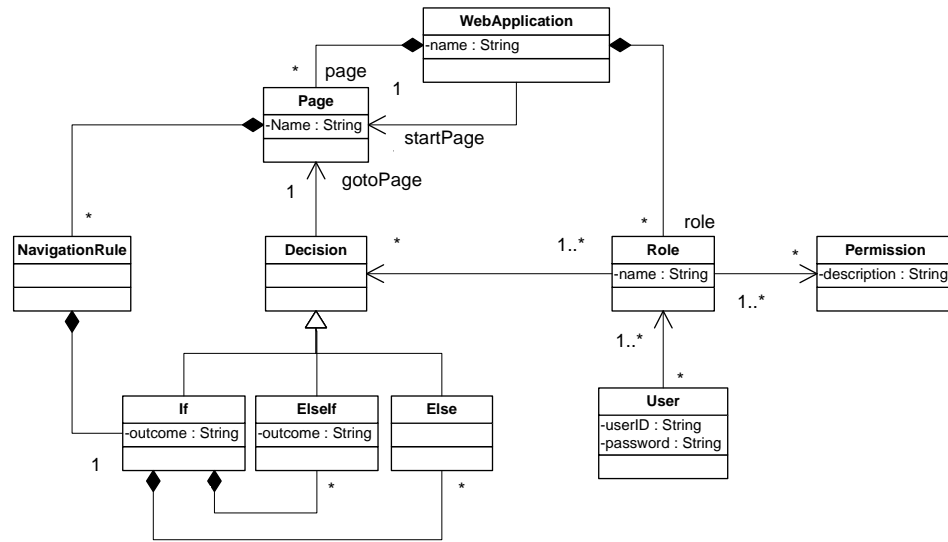 WebApplication
-name : String
* page
1
Page
-Name : String
startPage
gotoPage
1
*
* role
NavigationRule
Decision
*
1..*
Role
-name : String
*
1..*
Permission
-description : String
1..*
*
If
-outcome : String
ElseIf
-outcome : String
Else
User
-userID : String
-password : String
1
*
*